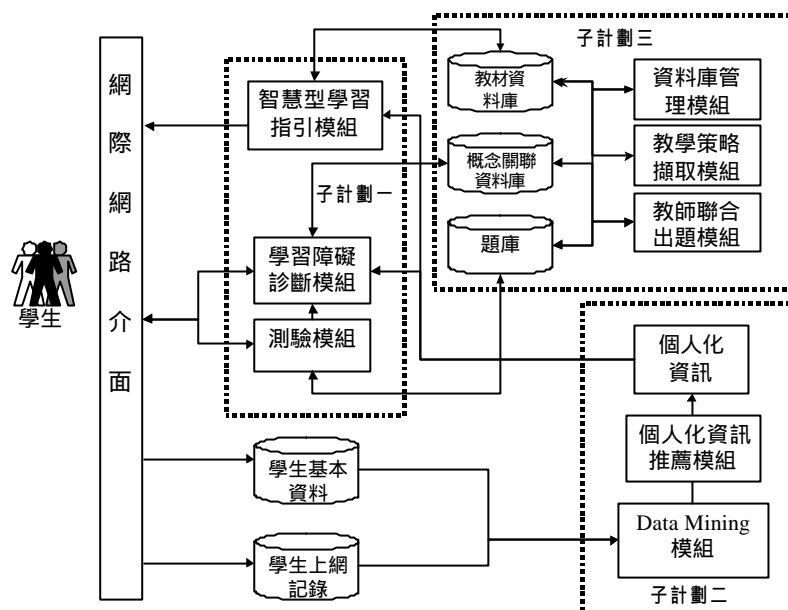 子計劃三
網
際
網
路
介
面
學生
智慧型學習
指引模組
子計劃一
學習障礙
診斷模組
測驗模組
教材資
料庫
概念關聯
資料庫
題庫
資料庫管
理模組
教學策略
擷取模組
教師聯合
出題模組
個人化
資訊
個人化資訊
推薦模組
Data Mining
模組
子計劃二
學生基本
資料
學生上網
記錄